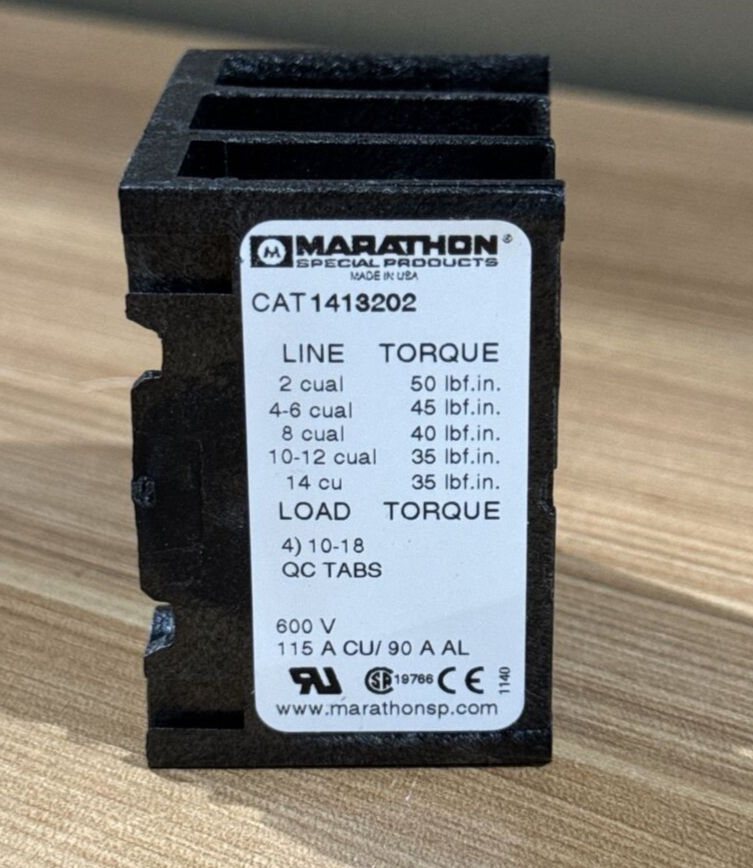 M MARATHON®
SPECIAL PRODUCTS
MADE IN USA
CAT 1413202
LINE TORQUE
2 cual 50 lbf.in.
4-6 cual 45 lbf.in.
8 cual 40 lbf.in.
10-12 cual 35 lbf.in.
14 cu 35 lbf.in.
LOAD TORQUE
4) 10-18
QC TABS
600 V
115 A CU/ 90 A AL
RU SA 19766 CE 1140
www.marathonsp.com